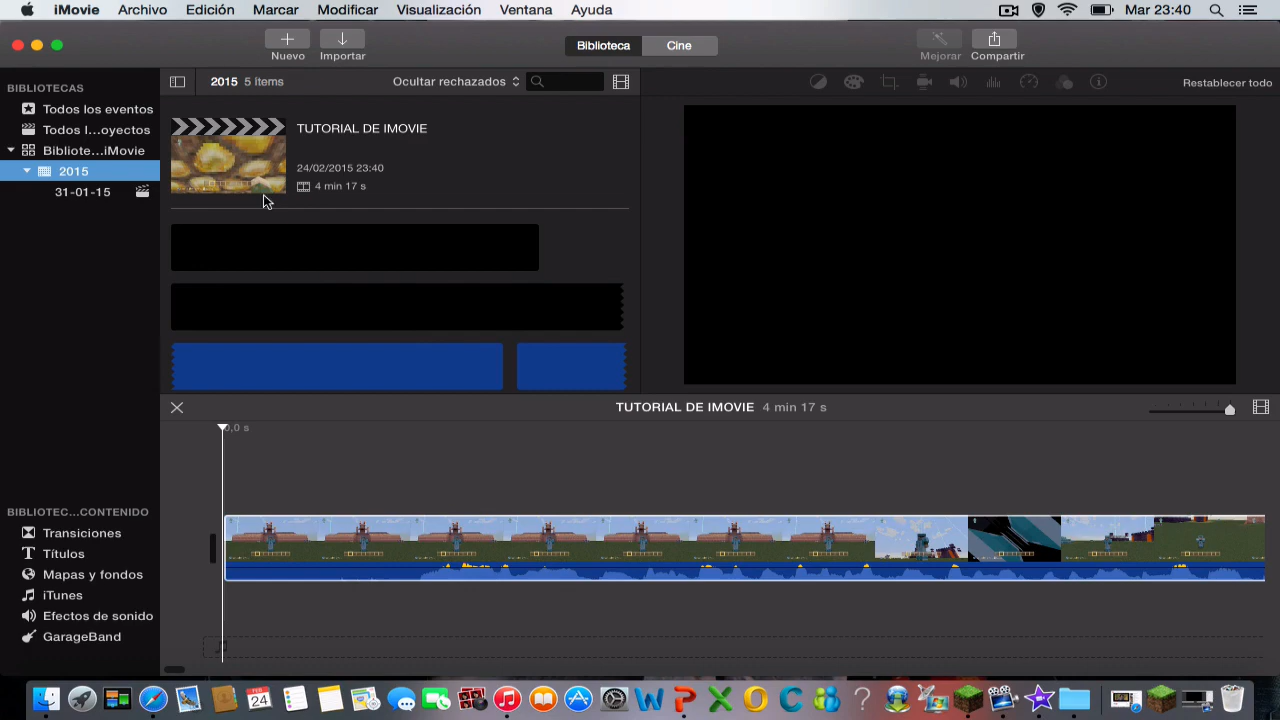 iMovie Archivo Edición Marcar Modificar Visualización Ventana Ayuda Mar 23:40
Nuevo Importar Biblioteca Cine Mejorar Compartir
BIBLIOTECAS
Todos los eventos
Todos l...oyectos
Bibliote...iMovie
2015
31-01-15
2015 5 ítems Ocultar rechazados
Restablecer todo
TUTORIAL DE IMOVIE
24/02/2015 23:40
4 min 17 s
TUTORIAL DE IMOVIE 4 min 17 s
0,0 s
BIBLIOTEC...CONTENIDO
Transiciones
Títulos
Mapas y fondos
iTunes
Efectos de sonido
GarageBand
FEB
24